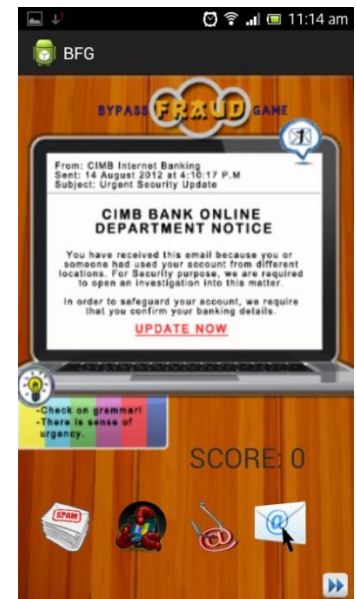 11:14 am
BFG
BYPASS FRAUD GAME
1
From: CIMB Internet Banking
Sent: 14 August 2012 at 4:10:17 P.M
Subject: Urgent Security Update
CIMB BANK ONLINE
DEPARTMENT NOTICE
You have received this email because you or
someone had used your account from different
locations. For Security purpose, we are required
to open an investigation into this matter.
In order to safeguard your account, we require
that you confirm your banking details.
UPDATE NOW
-Check on grammar!
-There is sense of
urgency.
SCORE: 0
SPAM
@
@